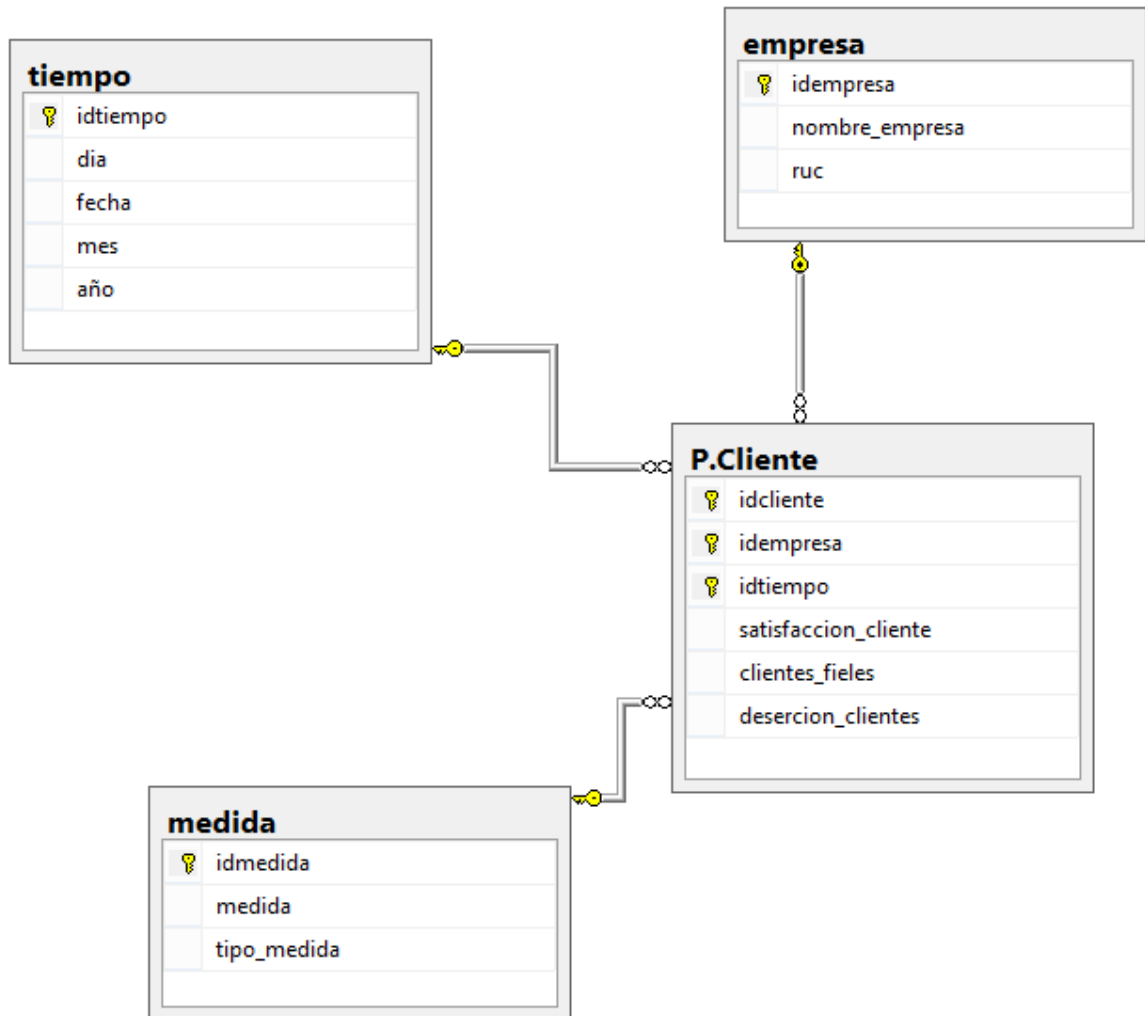 tiempo
idtiempo
dia
fecha
mes
año
empresa
idempresa
nombre_empresa
ruc
P.Cliente
idcliente
idempresa
idtiempo
satisfaccion_cliente
clientes_fieles
desercion_clientes
medida
idmedida
medida
tipo_medida